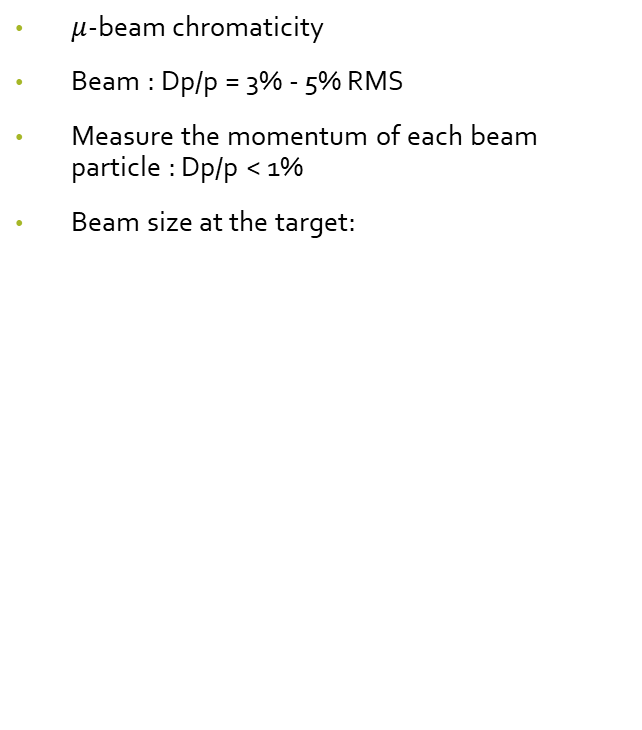 • μ-beam chromaticity
• Beam : Dp/p = 3% - 5% RMS
• Measure the momentum of each beam
particle : Dp/p < 1%
• Beam size at the target: